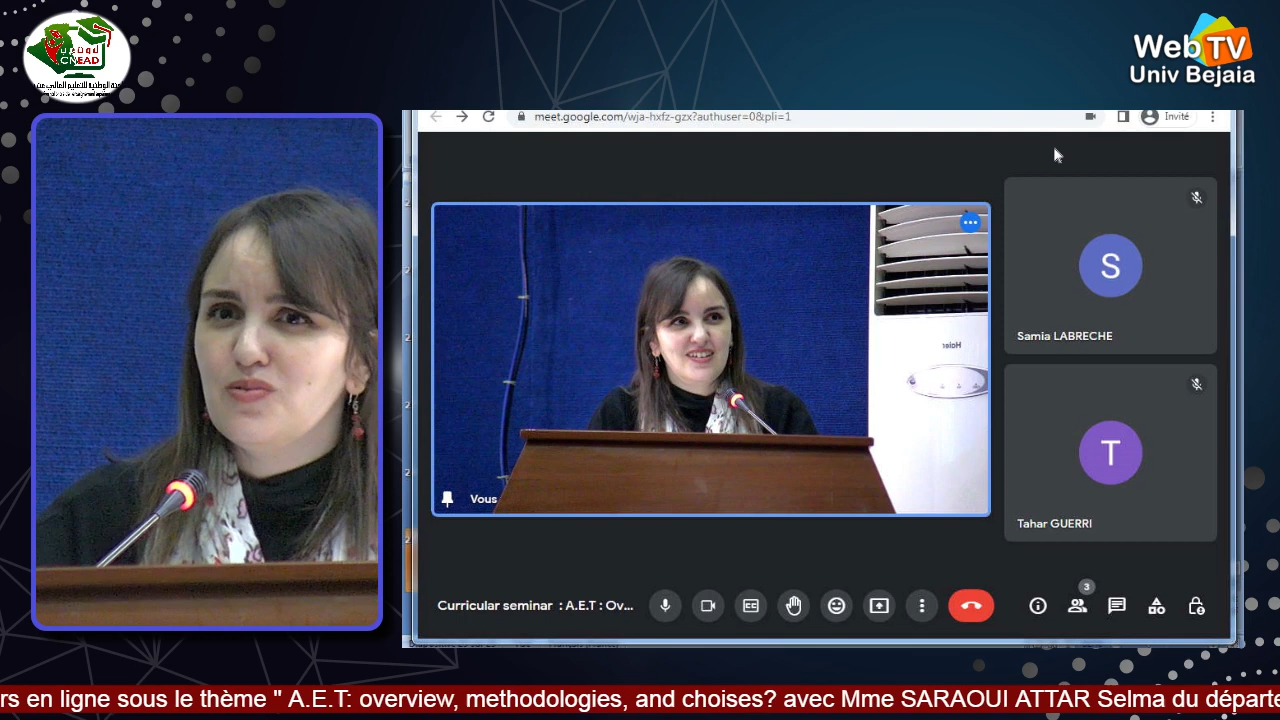 CNEAD
Web TV
Univ Bejaia
meet.google.com/wja-hxfz-gzx?authuser=0&pli=1
Invité
S
Samia LABRECHE
Haier
Vous
T
Tahar GUERRI
3
Curricular seminar : A.E.T : Ov...
rs en ligne sous le thème " A.E.T: overview, methodologies, and choises? avec Mme SARAOUI ATTAR Selma du départe